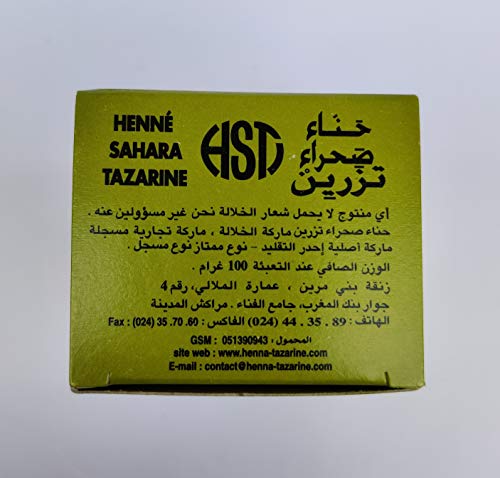 HENNÉ
SAHARA
TAZARINE
HST
حناء
صحراء
تزرين
أي منتوج لا يحمل شعار الخلالة نحن غير مسؤولين عنه .
حناء صحراء تزرين ماركة الخلالة ، ماركة تجارية مسجلة
ماركة أصلية إحدر التقليد - نوع ممتاز نوع مسجل .
الوزن الصافي عند التعبئة 100 غرام .
زنقة بني مرين ، عمارة الملالي، رقم 4
جوار بنك المغرب، جامع الفناء . مراكش المدينة
الهاتف: 89 .35 .44 (024) الفاكس: Fax : (024) 35. 70 .60
GSM : 051390943 : المحمول
site web : www.henna-tazarine.com
E-mail : contact@henna-tazarine.com